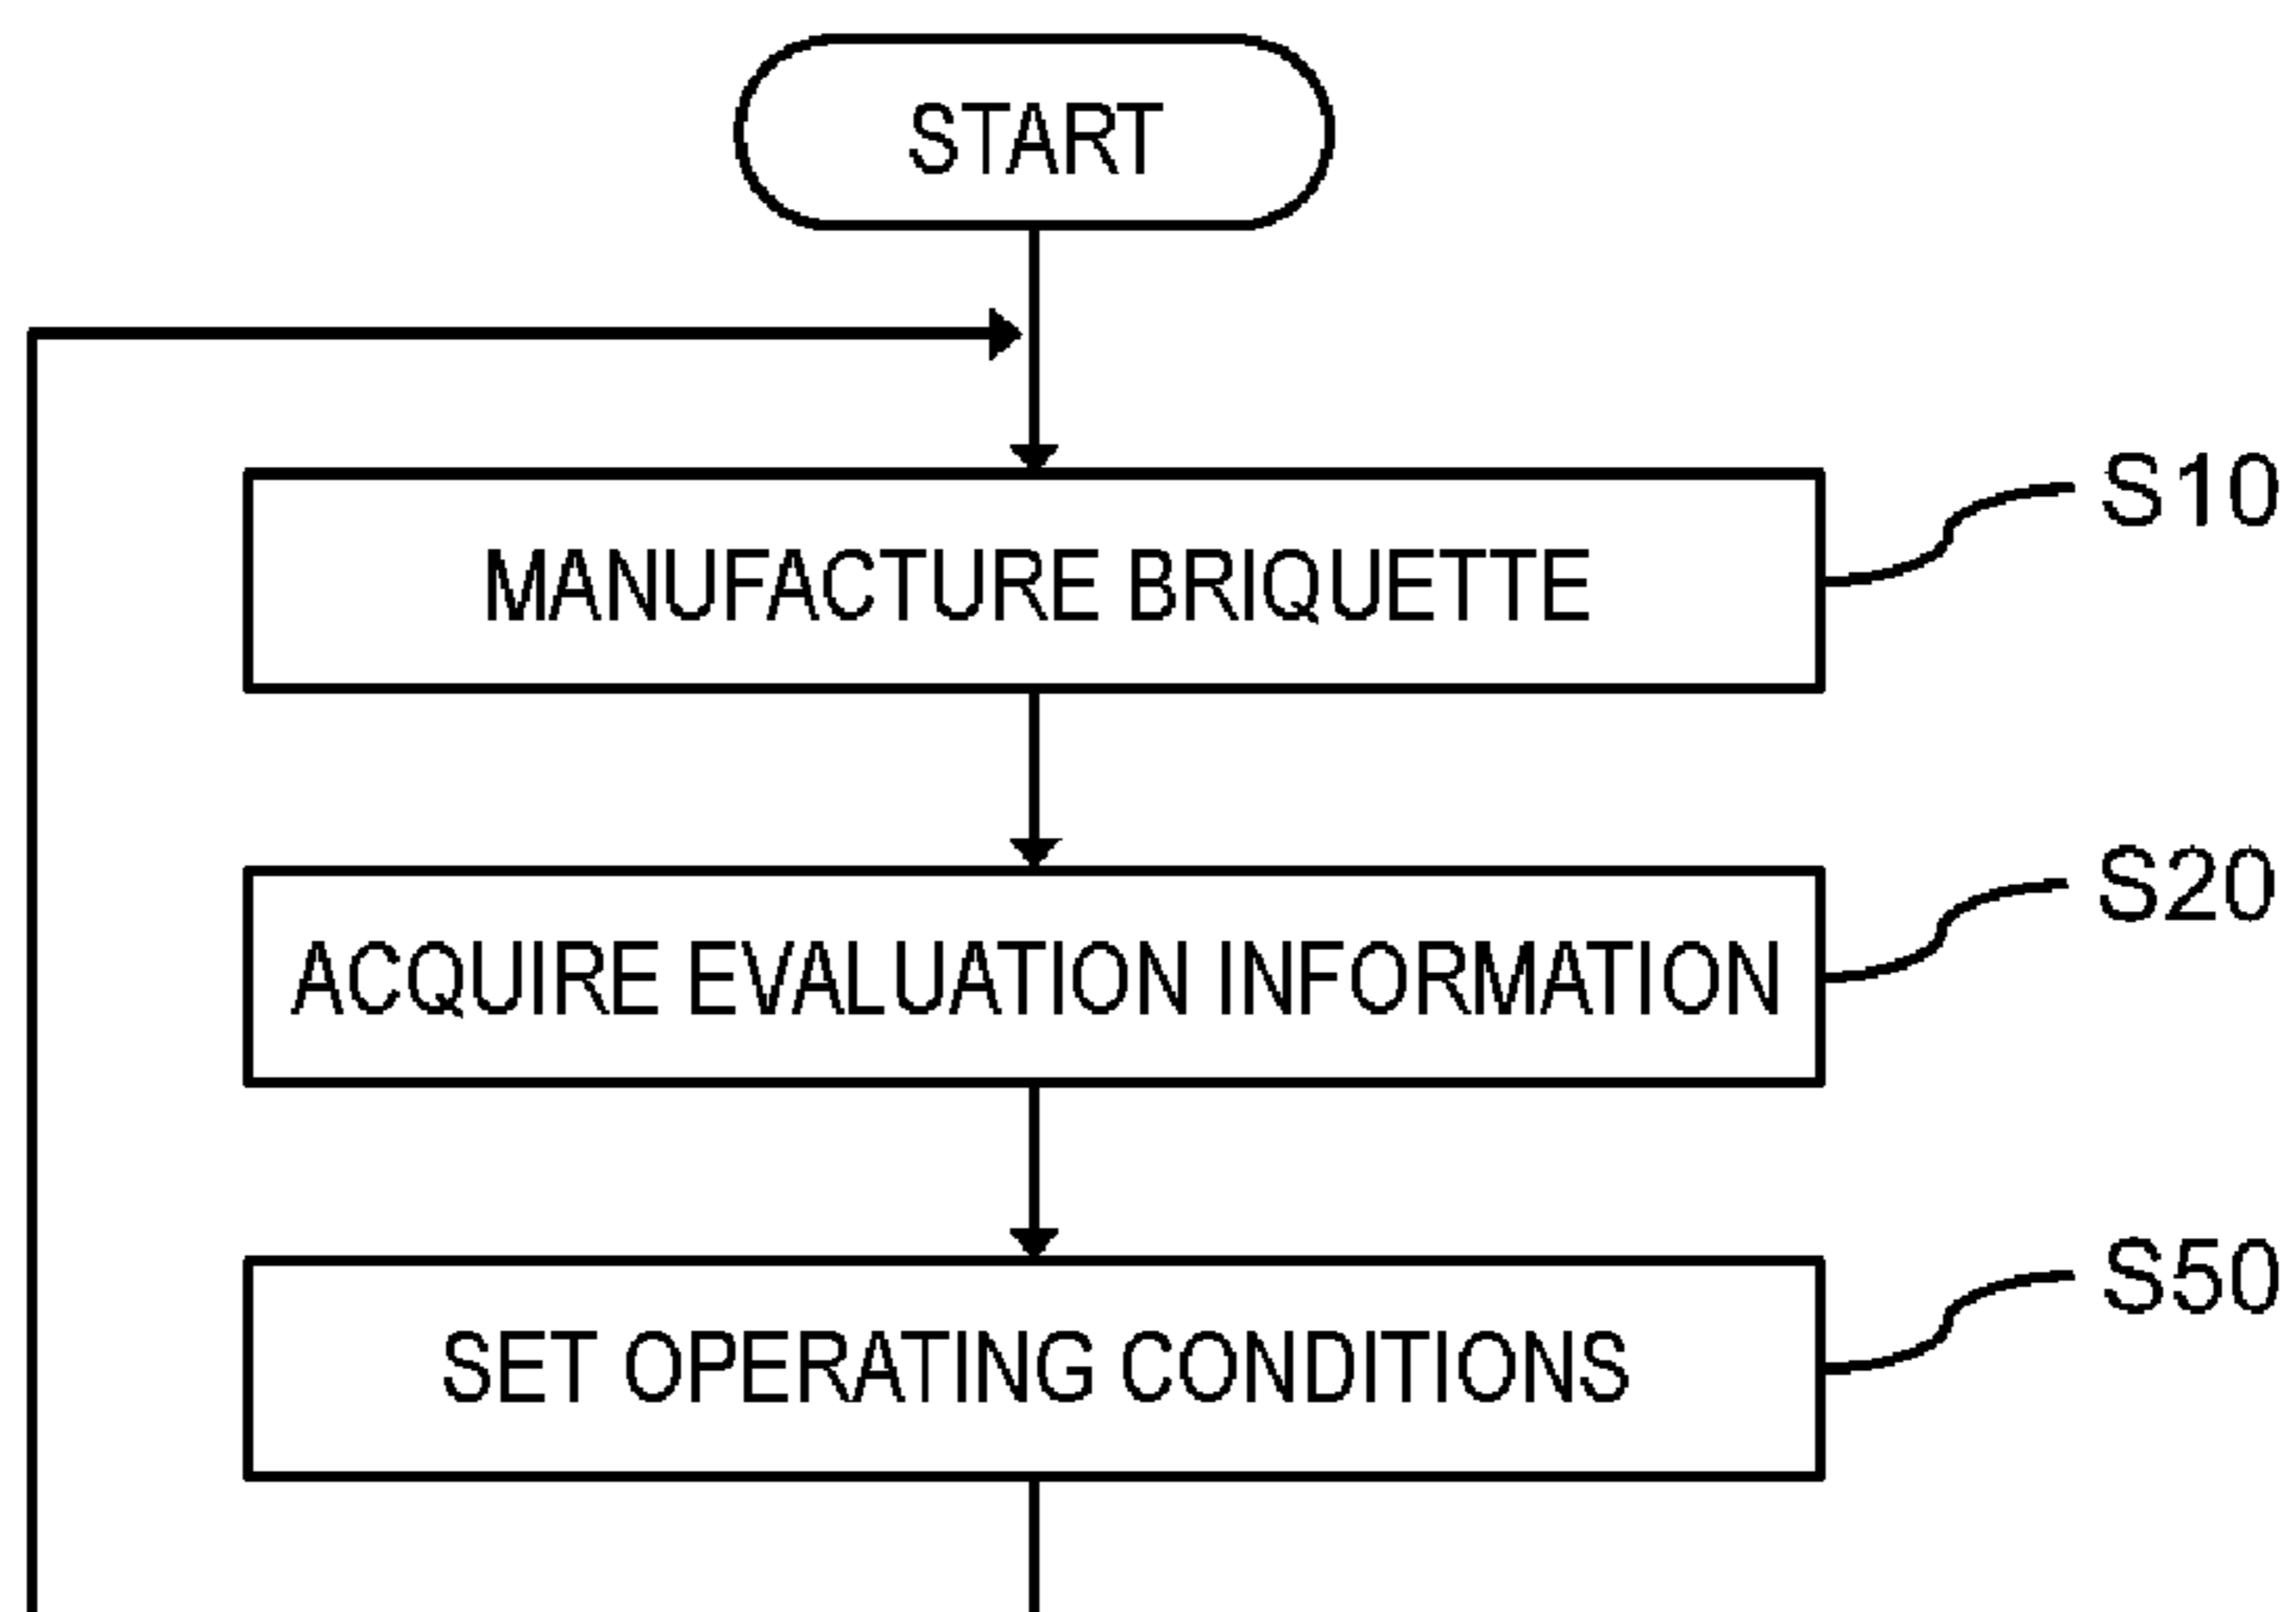 START
MANUFACTURE BRIQUETTE
S10
ACQUIRE EVALUATION INFORMATION
S20
SET OPERATING CONDITIONS
S50